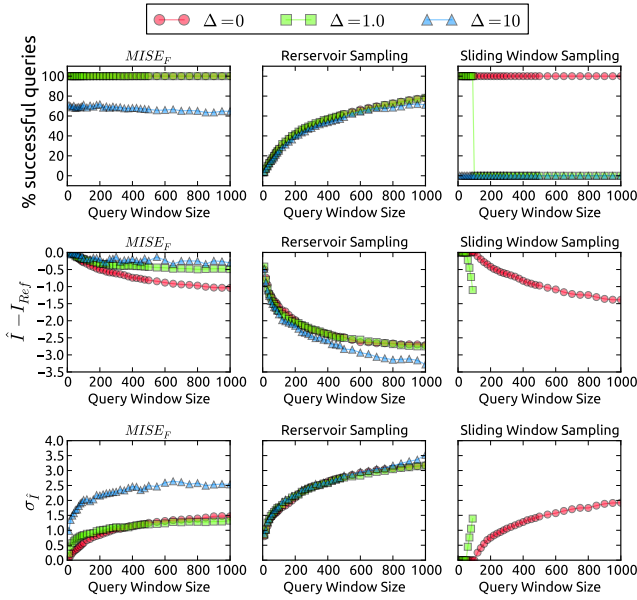 Δ=0 Δ=1.0 Δ=10
MISE_F Rerservoir Sampling Sliding Window Sampling
% successful queries
100
80
60
40
20
0
0 200 400 600 800 1000 0 200 400 600 800 1000 0 200 400 600 800 1000
Query Window Size Query Window Size Query Window Size
MISE_F Rerservoir Sampling Sliding Window Sampling
Î − I_Ref
0.0
−0.5
−1.0
−1.5
−2.0
−2.5
−3.0
−3.5
0 200 400 600 800 1000 0 200 400 600 800 1000 0 200 400 600 800 1000
Query Window Size Query Window Size Query Window Size
MISE_F Rerservoir Sampling Sliding Window Sampling
σ_Î
4.0
3.5
3.0
2.5
2.0
1.5
1.0
0.5
0.0
0 200 400 600 800 1000 0 200 400 600 800 1000 0 200 400 600 800 1000
Query Window Size Query Window Size Query Window Size